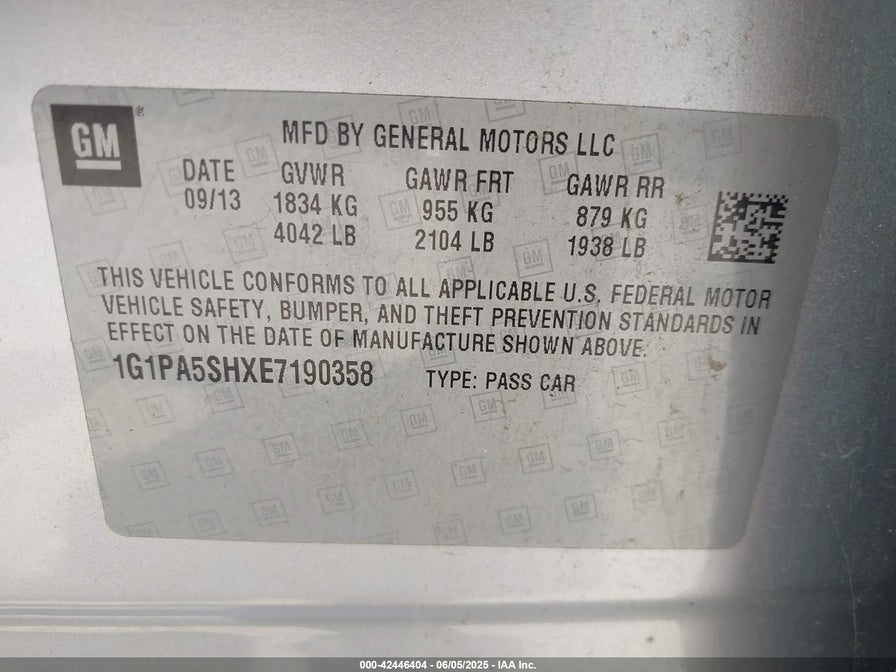 GM
MFD BY GENERAL MOTORS LLC
DATE GVWR GAWR FRT GAWR RR
09/13 1834 KG 955 KG 879 KG
4042 LB 2104 LB 1938 LB
THIS VEHICLE CONFORMS TO ALL APPLICABLE U.S. FEDERAL MOTOR
VEHICLE SAFETY, BUMPER, AND THEFT PREVENTION STANDARDS IN
EFFECT ON THE DATE OF MANUFACTURE SHOWN ABOVE.
1G1PA5SHXE7190358 TYPE: PASS CAR
000-42446404 - 06/05/2025 - IAA Inc.